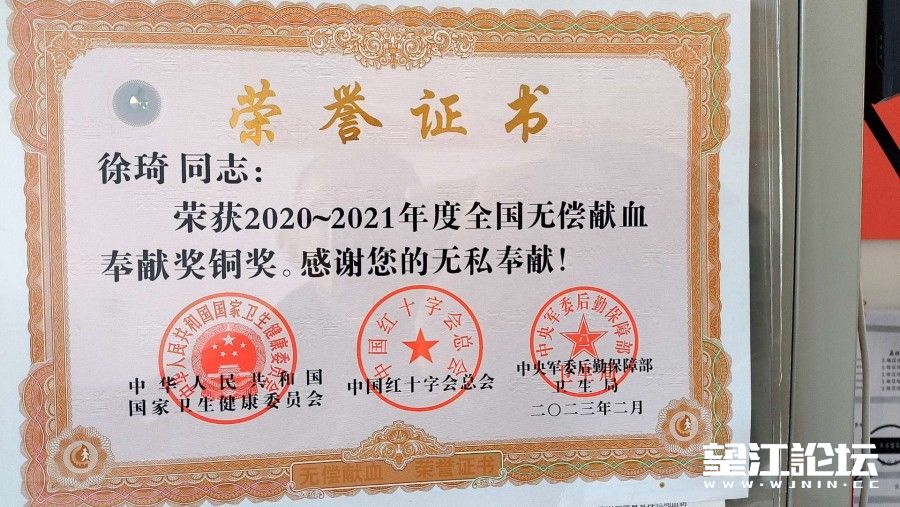 荣誉证书
徐琦 同志：
荣获2020~2021年度全国无偿献血
奉献奖铜奖。感谢您的无私奉献！
中华人民共和国国家卫生健康委员会
中国红十字会总会
中央军委后勤保障部
卫生局
中华人民共和国
国家卫生健康委员会
中国红十字会总会
中央军委后勤保障部
卫生局
二〇二三年二月
无偿献血 荣誉证书
望江論坛
WWW.WJNIN.CC